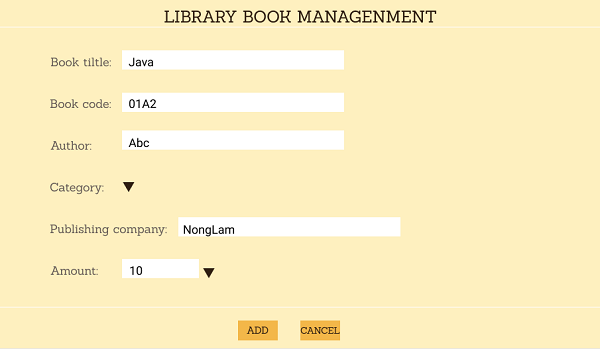 LIBRARY BOOK MANAGENMENT
Book tiltle: Java
Book code: 01A2
Author: Abc
Category:
Publishing company: NongLam
Amount: 10
ADD CANCEL